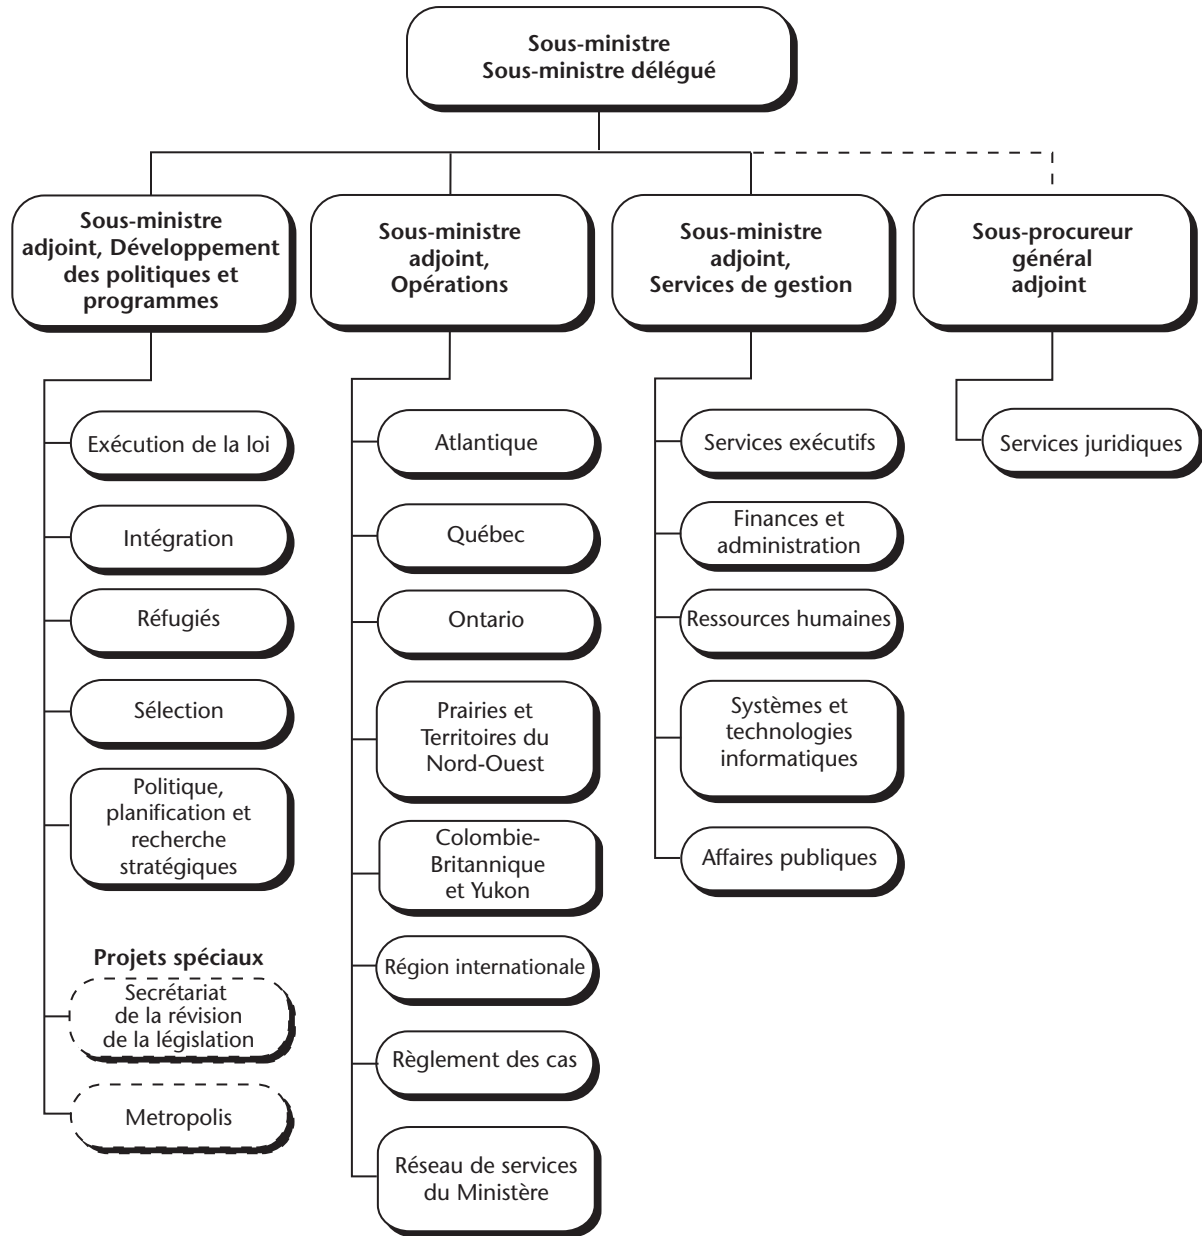 Sous-ministre
Sous-ministre délégué
Sous-ministre
adjoint, Développement
des politiques et
programmes
Exécution de la loi
Intégration
Réfugiés
Sélection
Politique,
planification et
recherche
stratégiques
Projets spéciaux
Secrétariat
de la révision
de la législation
Metropolis
Sous-ministre
adjoint,
Opérations
Atlantique
Québec
Ontario
Prairies et
Territoires du
Nord-Ouest
Colombie-
Britannique
et Yukon
Région internationale
Règlement des cas
Réseau de services
du Ministère
Sous-ministre
adjoint,
Services de gestion
Services exécutifs
Finances et
administration
Ressources humaines
Systèmes et
technologies
informatiques
Affaires publiques
Sous-procureur
général
adjoint
Services juridiques